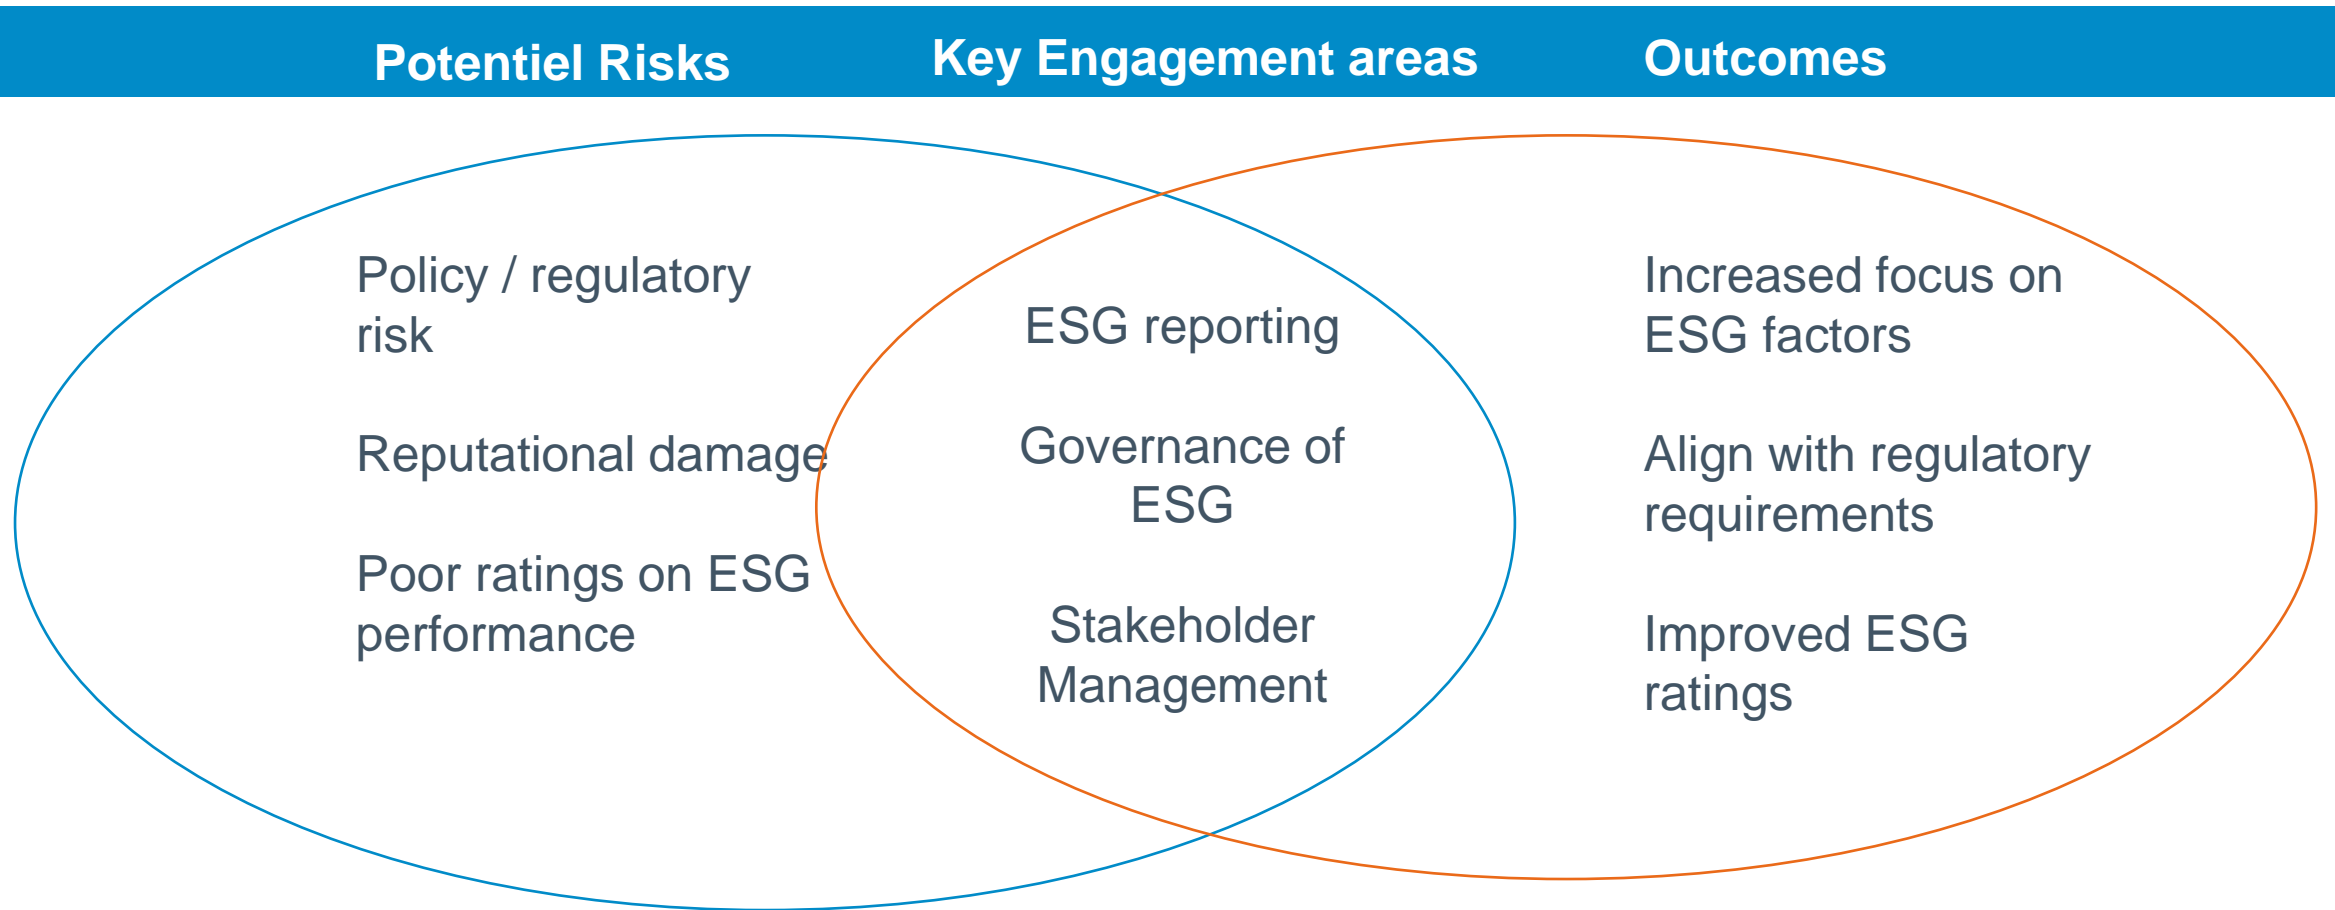 Potentiel Risks
Key Engagement areas
Outcomes
Policy / regulatory
risk
Reputational damage
Poor ratings on ESG
performance
ESG reporting
Governance of
ESG
Stakeholder
Management
Increased focus on
ESG factors
Align with regulatory
requirements
Improved ESG
ratings